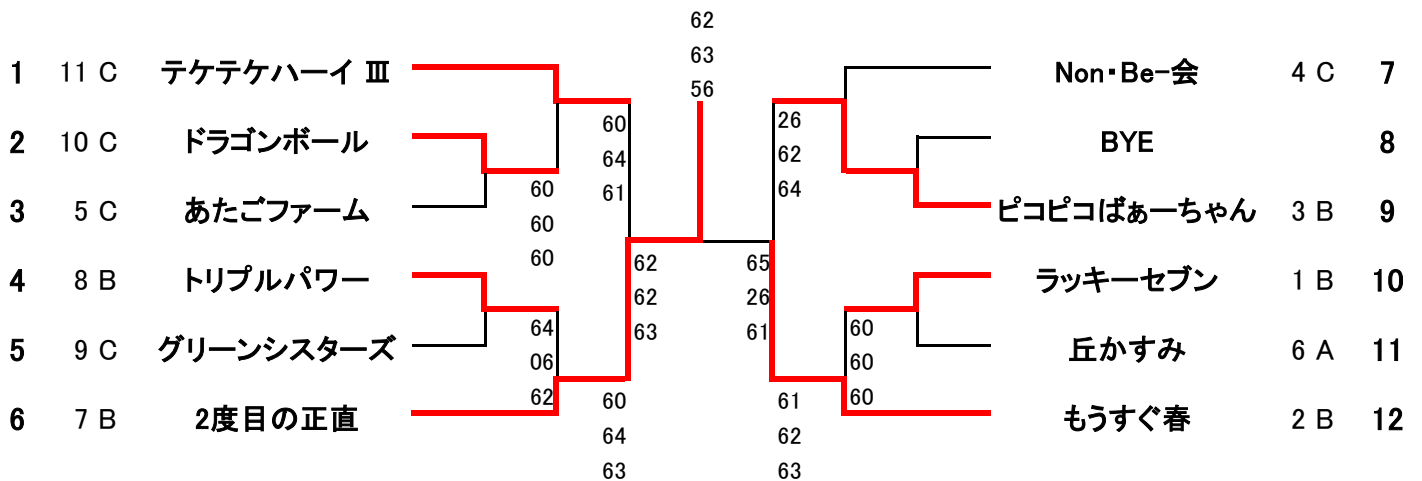 62
63
56
1 11 C テケテケハーイ Ⅲ
2 10 C ドラゴンボール
3 5 C あたごファーム
4 8 B トリプルパワー
5 9 C グリーンシスターズ
6 7 B 2度目の正直
60
60
60
64
06
62
60
64
61
60
64
63
62
62
63
65
26
61
26
62
64
61
62
63
60
60
60
Non・Be-会 4 C 7
BYE 8
ピコピコばぁーちゃん 3 B 9
ラッキーセブン 1 B 10
丘かすみ 6 A 11
もうすぐ春 2 B 12